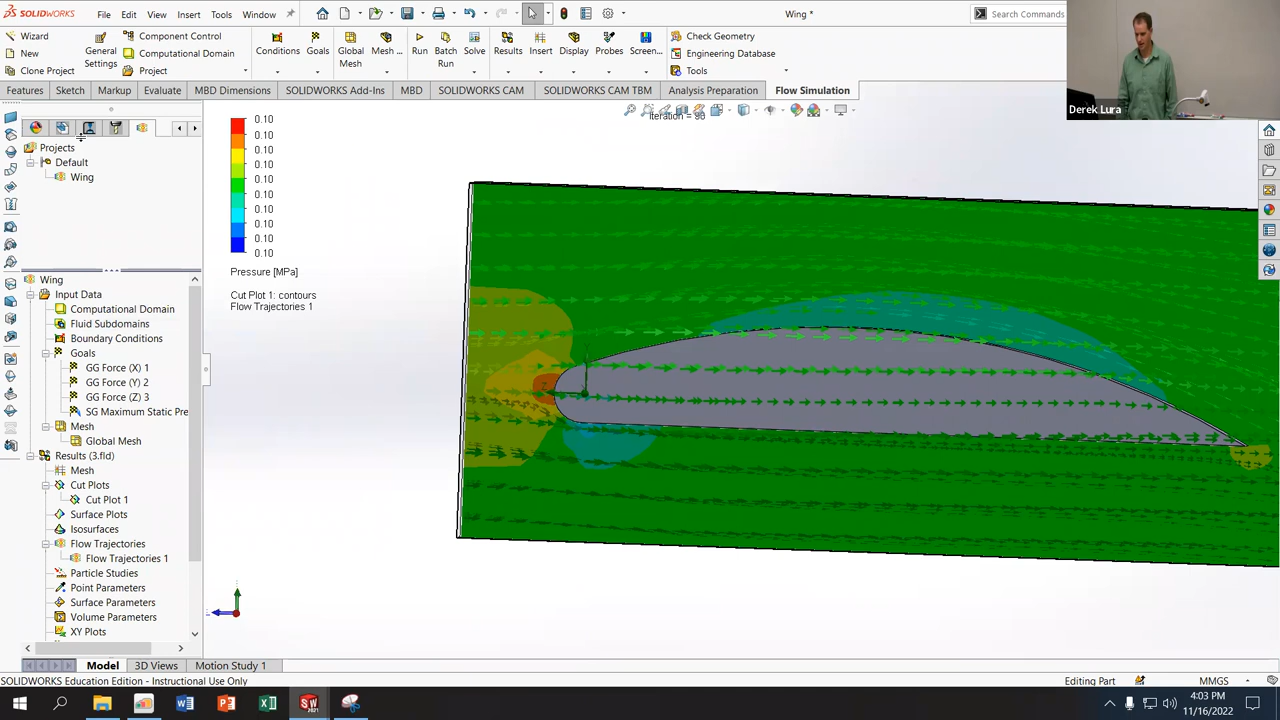 SOLIDWORKS
File
Edit
View
Insert
Tools
Window
Wing *
Search Commands
Wizard
New
Clone Project
General Settings
Component Control
Computational Domain
Project
Conditions
Goals
Global Mesh
Mesh ...
Run
Batch Run
Solve
Results
Insert
Display
Probes
Screen...
Check Geometry
Engineering Database
Tools
Features
Sketch
Markup
Evaluate
MBD Dimensions
SOLIDWORKS Add-Ins
MBD
SOLIDWORKS CAM
SOLIDWORKS CAM TBM
Analysis Preparation
Flow Simulation
Derek Lura
Projects
Default
Wing
Wing
Input Data
Computational Domain
Fluid Subdomains
Boundary Conditions
Goals
GG Force (X) 1
GG Force (Y) 2
GG Force (Z) 3
SG Maximum Static Pre
Mesh
Global Mesh
Results (3.fld)
Mesh
Cut Plots
Cut Plot 1
Surface Plots
Isosurfaces
Flow Trajectories
Flow Trajectories 1
Particle Studies
Point Parameters
Surface Parameters
Volume Parameters
XY Plots
0.10
0.10
0.10
0.10
0.10
0.10
0.10
0.10
0.10
0.10
Pressure [MPa]
Cut Plot 1: contours
Flow Trajectories 1
Model
3D Views
Motion Study 1
SOLIDWORKS Education Edition - Instructional Use Only
Editing Part
MMGS
4:03 PM
11/16/2022